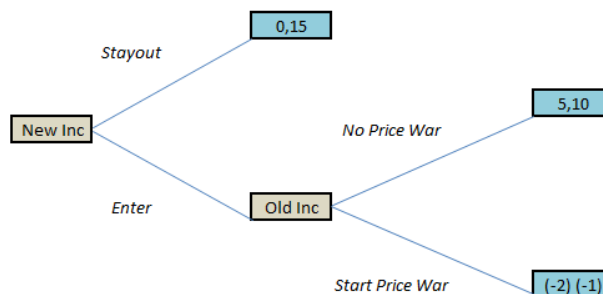 0,15
Stayout
5,10
New Inc
No Price War
Enter
Old Inc
Start Price War
(-2) (-1)